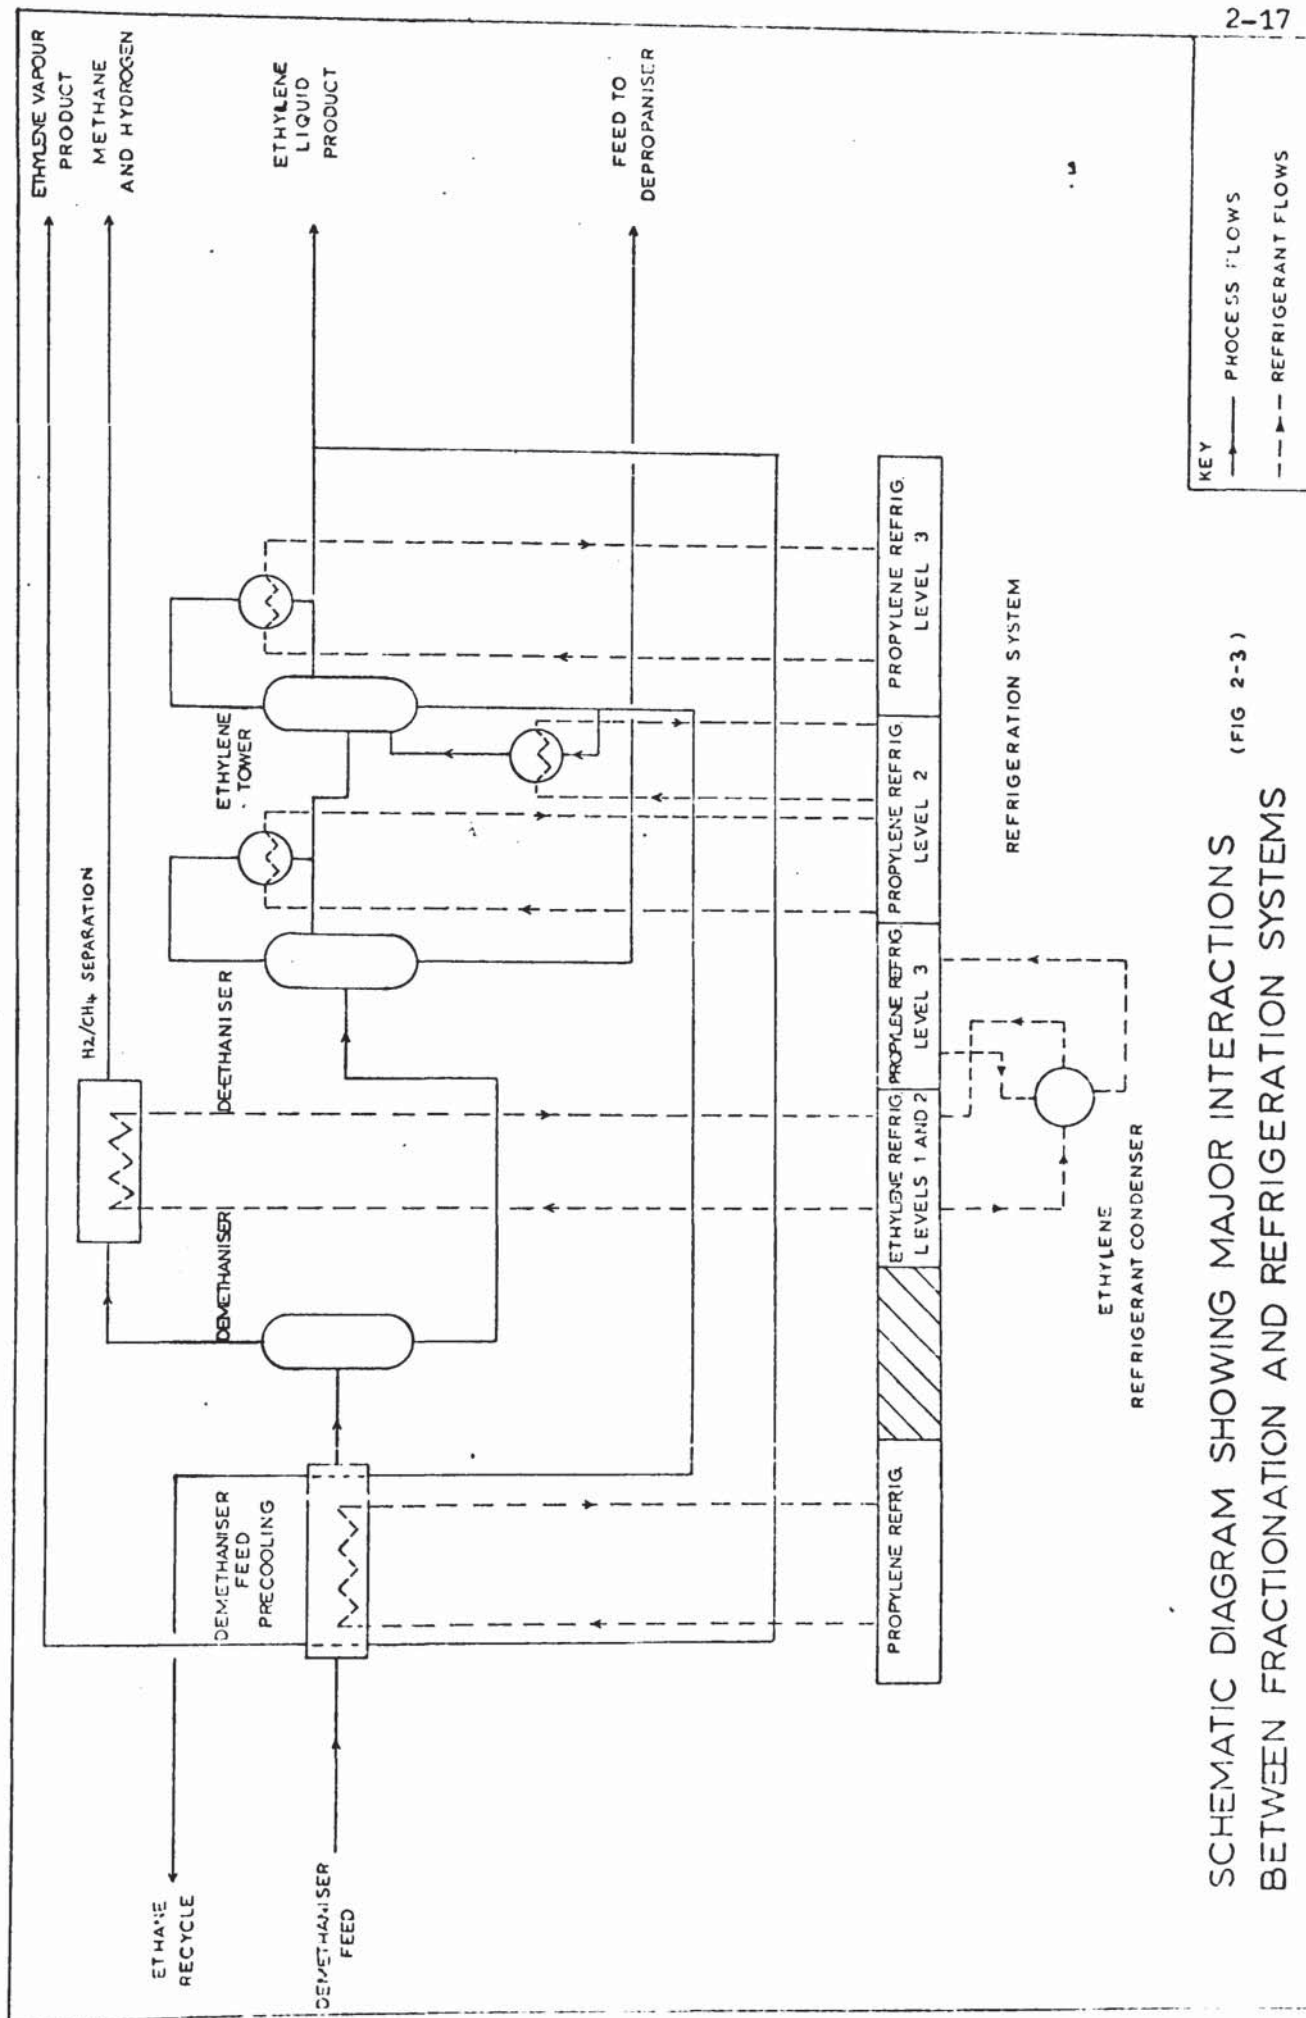 2-17
ETHYLENE VAPOUR
PRODUCT
METHANE
AND HYDROGEN
ETHYLENE
LIQUID
PRODUCT
FEED TO
DEPROPANISER
H2/CH4 SEPARATION
DEMETHANISER
DE-ETHANISER
ETHYLENE
TOWER
DEMETHANISER
FEED
PRECOOLING
ETHANE
RECYCLE
DEMETHANISER
FEED
PROPYLENE REFRIG.
ETHYLENE REFRIG.
LEVELS 1 AND 2
PROPYLENE REFRIG.
LEVEL 3
PROPYLENE REFRIG.
LEVEL 2
PROPYLENE REFRIG.
LEVEL 3
REFRIGERATION SYSTEM
ETHYLENE
REFRIGERANT CONDENSER
KEY
PROCESS FLOWS
REFRIGERANT FLOWS
(FIG 2-3)
SCHEMATIC DIAGRAM SHOWING MAJOR INTERACTIONS
BETWEEN FRACTIONATION AND REFRIGERATION SYSTEMS